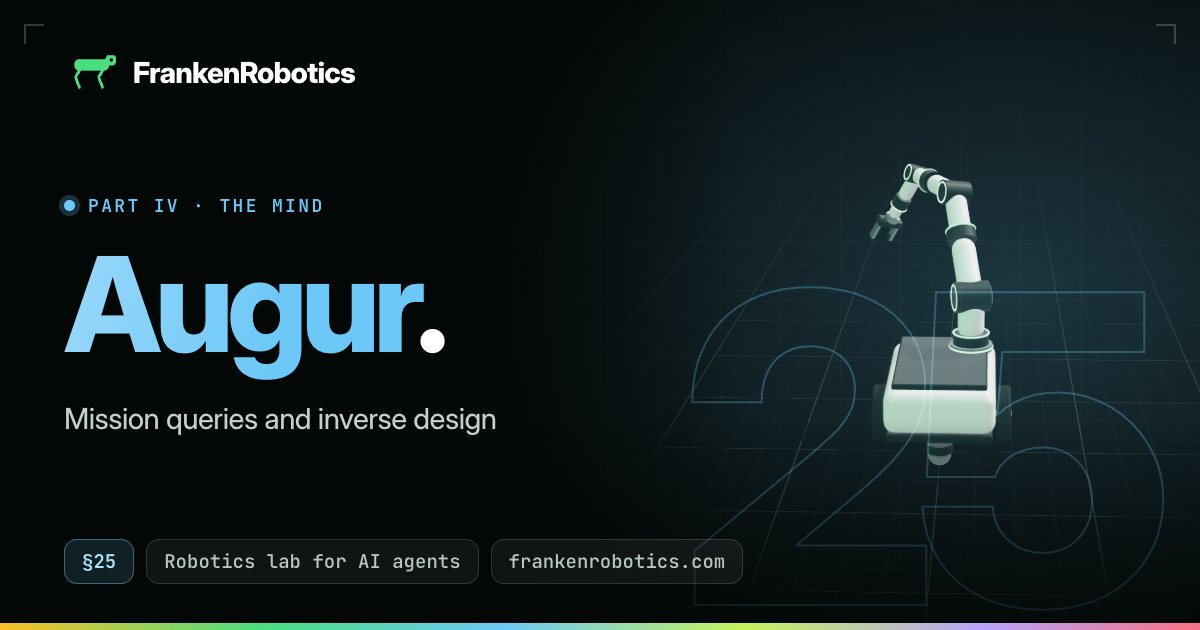 FrankenRobotics
PART IV · THE MIND
Augur.
Mission queries and inverse design
25
§25
Robotics lab for AI agents
frankenrobotics.com